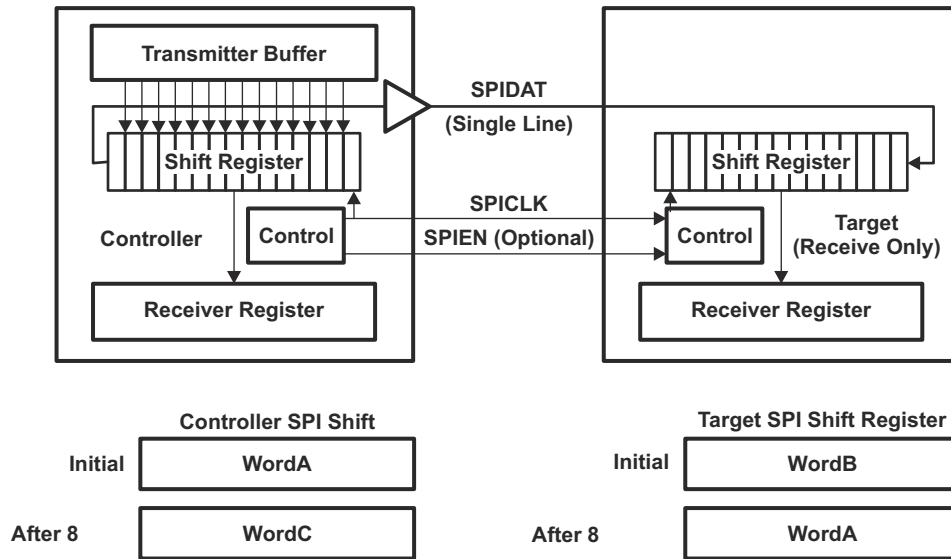 Transmitter Buffer
SPIDAT
(Single Line)
Shift Register
Shift Register
SPICLK
Controller
Control
SPIEN (Optional)
Control
Target
(Receive Only)
Receiver Register
Receiver Register
Controller SPI Shift
Target SPI Shift Register
Initial
WordA
Initial
WordB
After 8
WordC
After 8
WordA